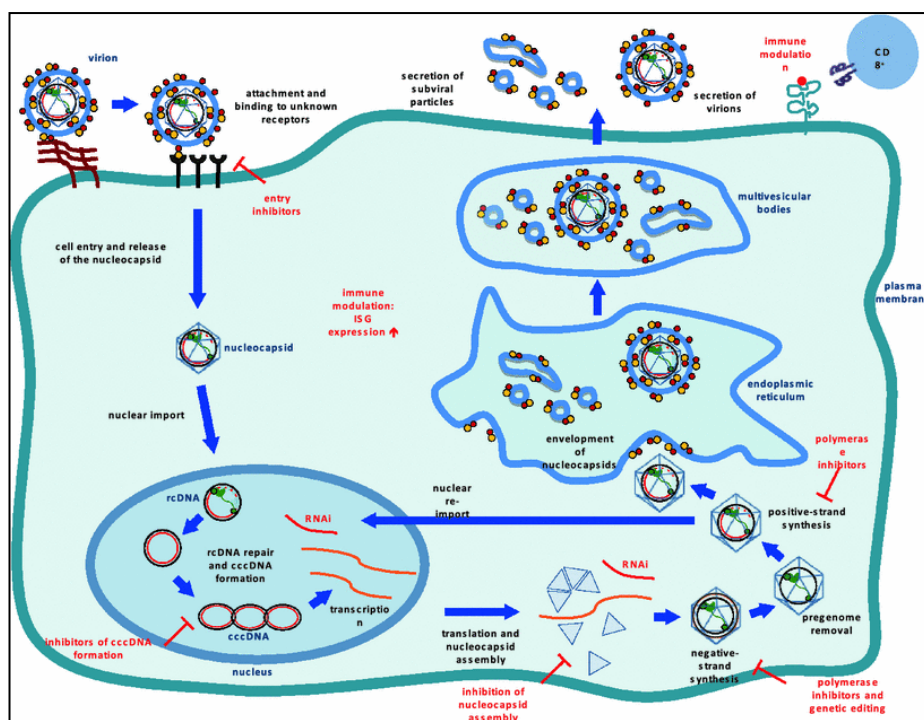 virion
attachment and
binding to unknown
receptors
entry
inhibitors
secretion of
subviral
particles
secretion of
virions
immune
modulatio
n
CD
8+
multivesicular
bodies
plasma
membran
cell entry and release
of the nucleocapsid
immune
modulation:
ISG
expression
nucleocapsid
nuclear import
endoplasmic
reticulum
envelopment
of
nucleocapsids
polymeras
e
inhibitors
positive-strand
synthesis
nuclear
re-
import
rcDNA
RNAi
rcDNA repair
and cccDNA
formation
transcriptio
n
cccDNA
inhibitors of cccDNA
formation
nucleus
RNAi
translation and
nucleocapsid
assembly
inhibition of
nucleocapsid
assembly
pregenome
removal
negative-
strand
synthesis
polymerase
inhibitors and
genetic editing